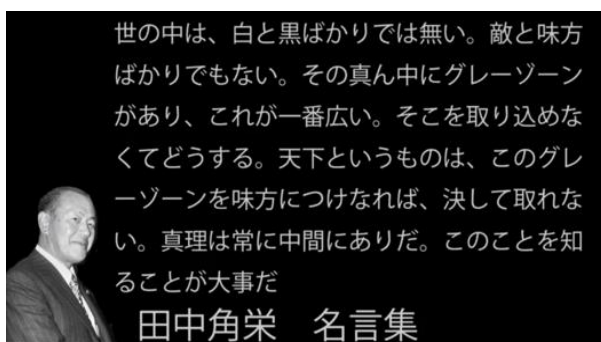 世の中は、白と黒ばかりでは無い。敵と味方
ばかりでもない。その真ん中にグレーゾーン
があり、これが一番広い。そこを取り込めな
くてどうする。天下というものは、このグレ
ーゾーンを味方につけなれば、決して取れな
い。真理は常に中間にありだ。このことを知
ることが大事だ
田中角栄　名言集